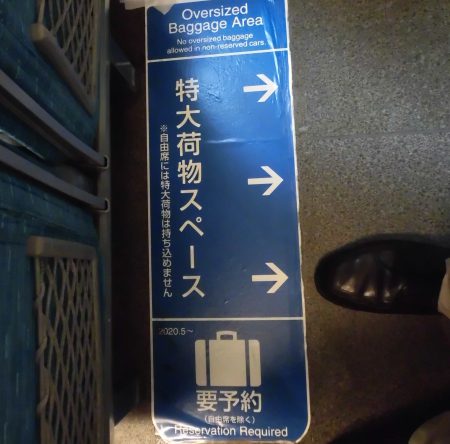 Oversized
Baggage Area
No oversized baggage
allowed in non-reserved cars.
特大荷物スペース
※自由席には特大荷物は持ち込めません
2020.5～
要予約
(自由席を除く)
Reservation Required